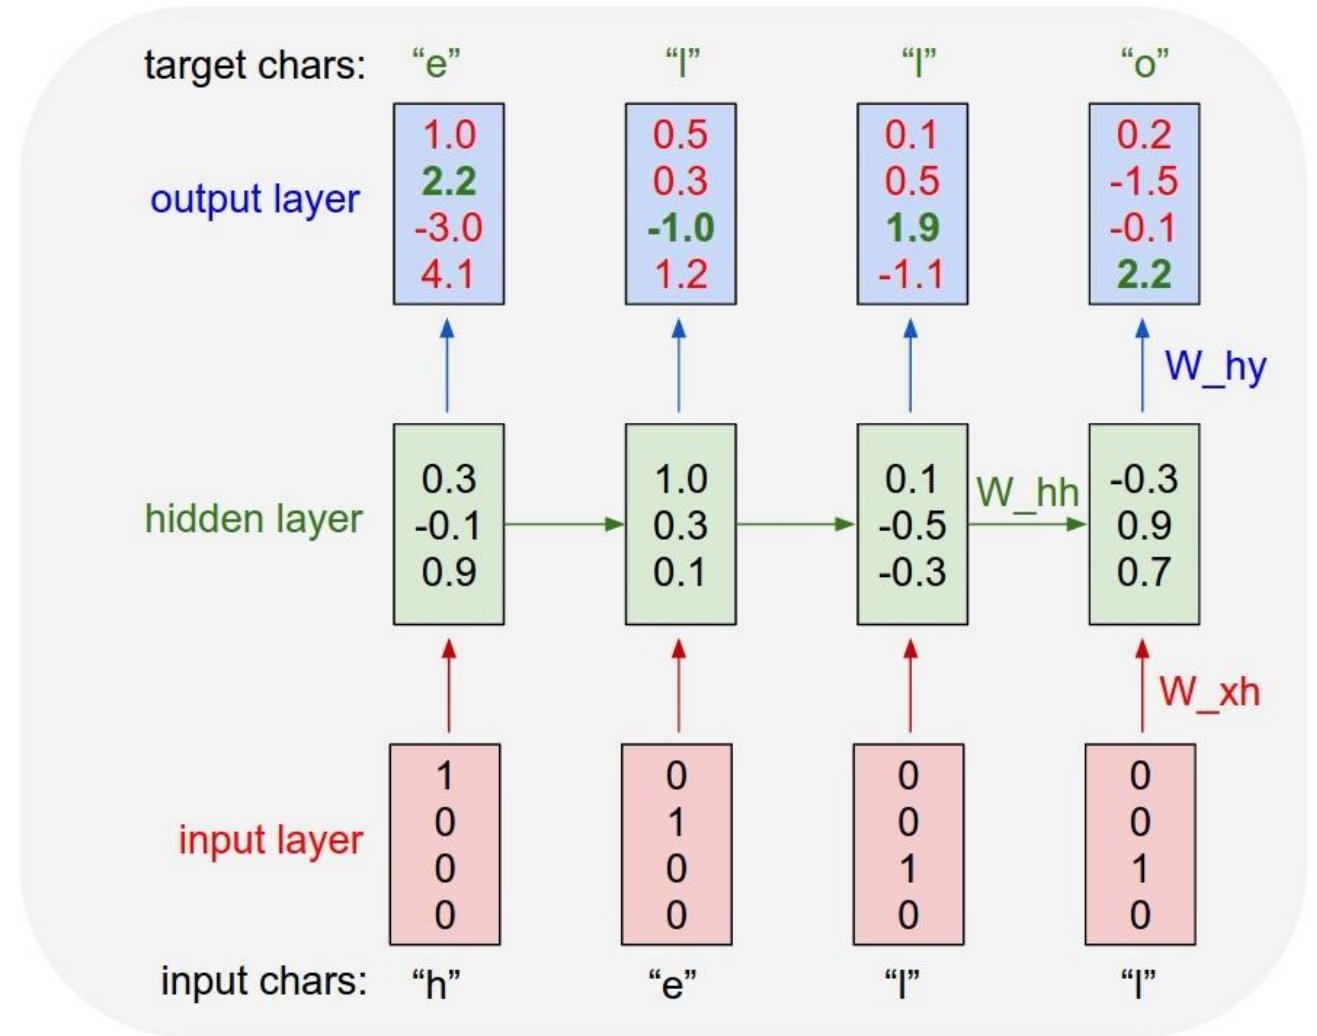 target chars: “e” “l” “l” “o”
output layer
1.0 0.5 0.1 0.2
2.2 0.3 0.5 -1.5
-3.0 -1.0 1.9 -0.1
4.1 1.2 -1.1 2.2
W_hy
hidden layer
0.3 1.0 0.1 -0.3
-0.1 0.3 -0.5 0.9
0.9 0.1 -0.3 0.7
W_hh
W_xh
input layer
1 0 0 0
0 1 0 0
0 0 1 1
0 0 0 0
input chars: “h” “e” “l” “l”